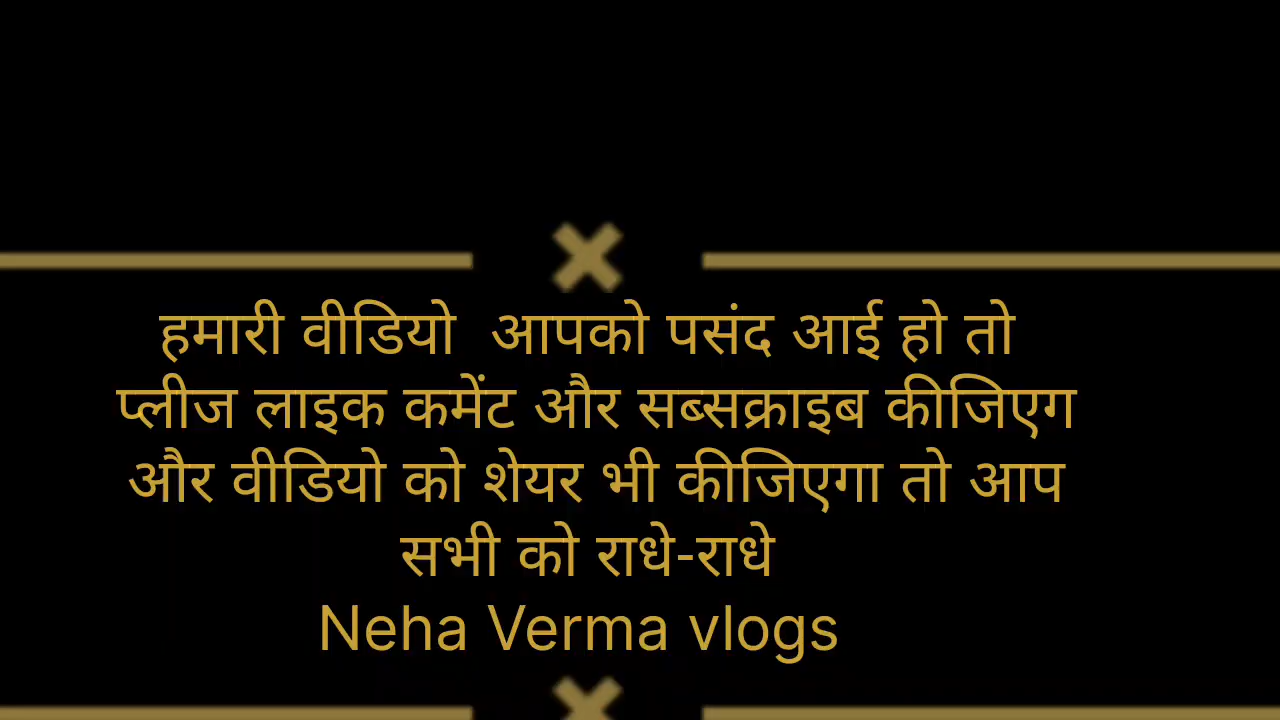 हमारी वीडियो  आपको पसंद आई हो तो
प्लीज लाइक कमेंट और सब्सक्राइब कीजिएग
और वीडियो को शेयर भी कीजिएगा तो आप
सभी को राधे-राधे
Neha Verma vlogs